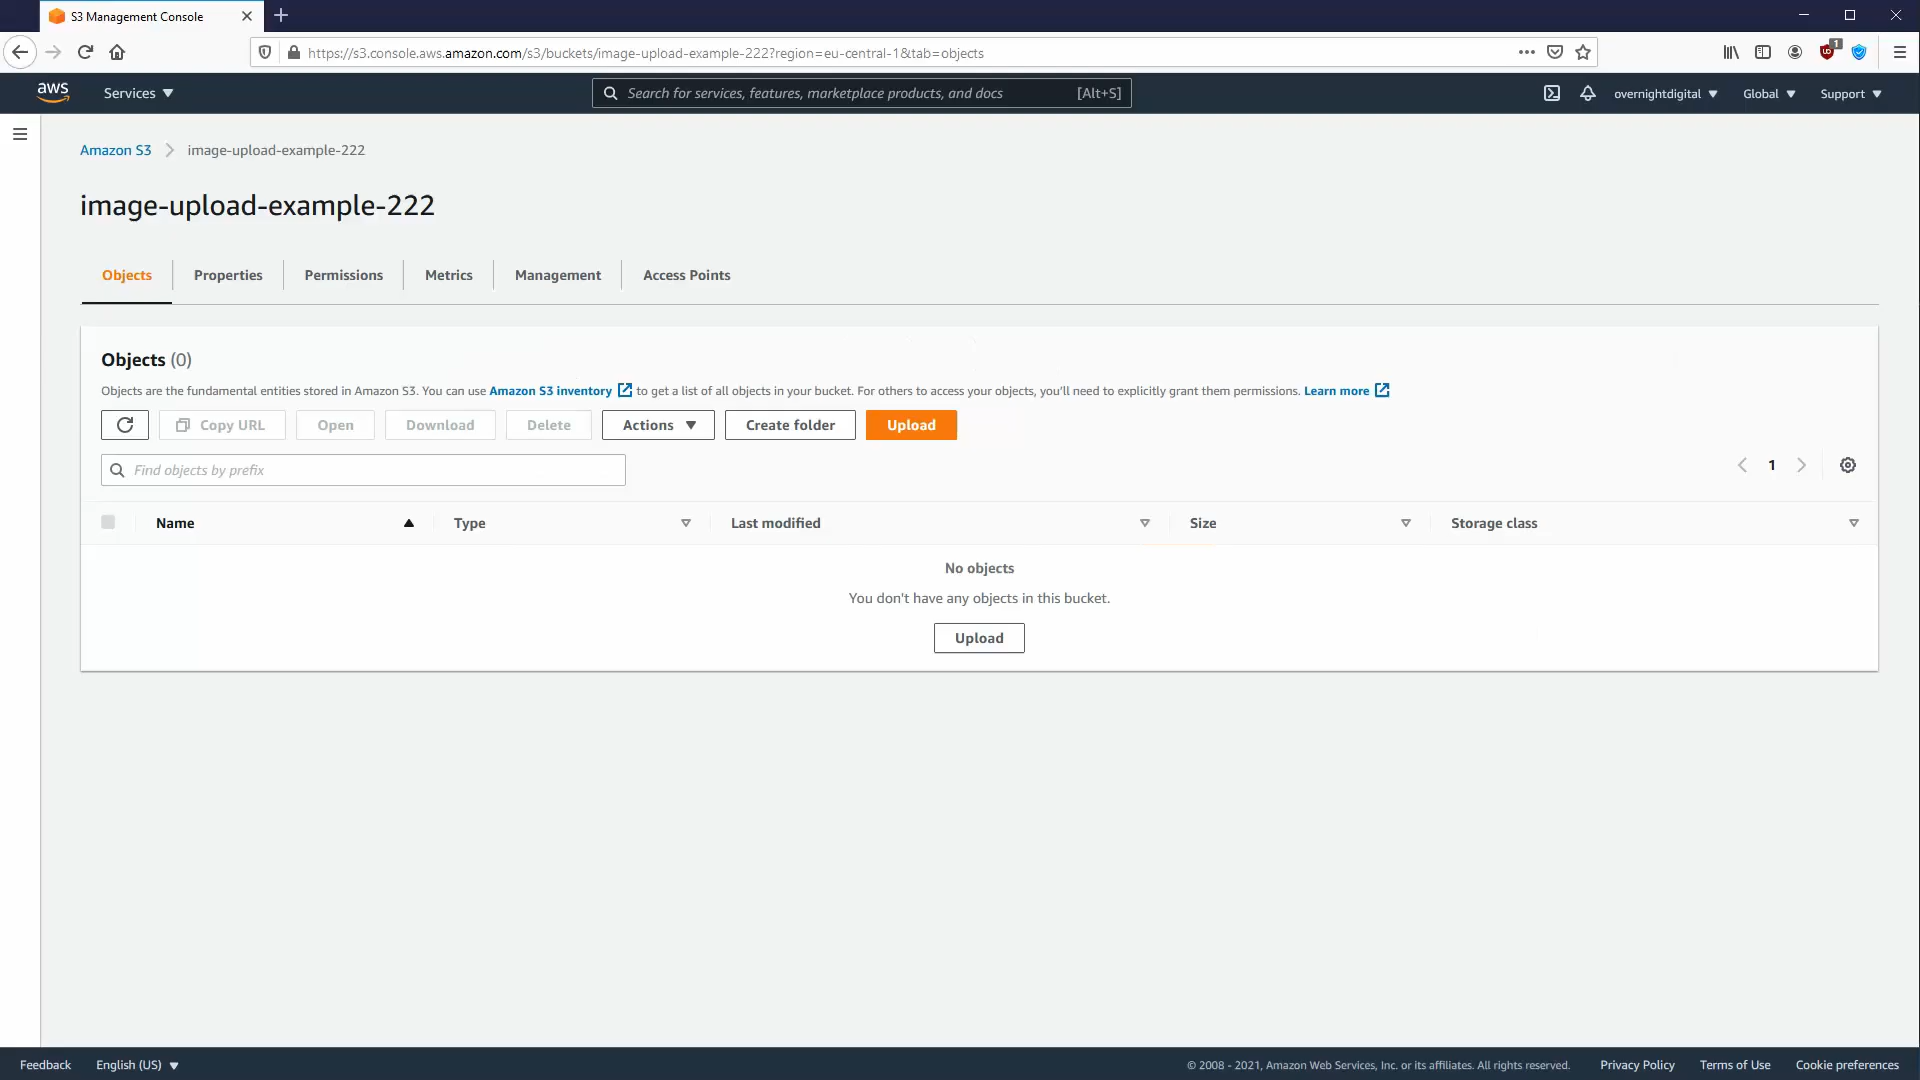 S3 Management Console
https://s3.console.aws.amazon.com/s3/buckets/image-upload-example-222?region=eu-central-1&tab=objects
1
aws
Services
Search for services, features, marketplace products, and docs
[Alt+S]
overnightdigital
Global
Support
Amazon S3
image-upload-example-222
image-upload-example-222
Objects
Properties
Permissions
Metrics
Management
Access Points
Objects (0)
Objects are the fundamental entities stored in Amazon S3. You can use Amazon S3 inventory to get a list of all objects in your bucket. For others to access your objects, you'll need to explicitly grant them permissions. Learn more
Copy URL
Open
Download
Delete
Actions
Create folder
Upload
Find objects by prefix
1
Name
Type
Last modified
Size
Storage class
No objects
You don't have any objects in this bucket.
Upload
Feedback
English (US)
© 2008 - 2021, Amazon Web Services, Inc. or its affiliates. All rights reserved.
Privacy Policy
Terms of Use
Cookie preferences